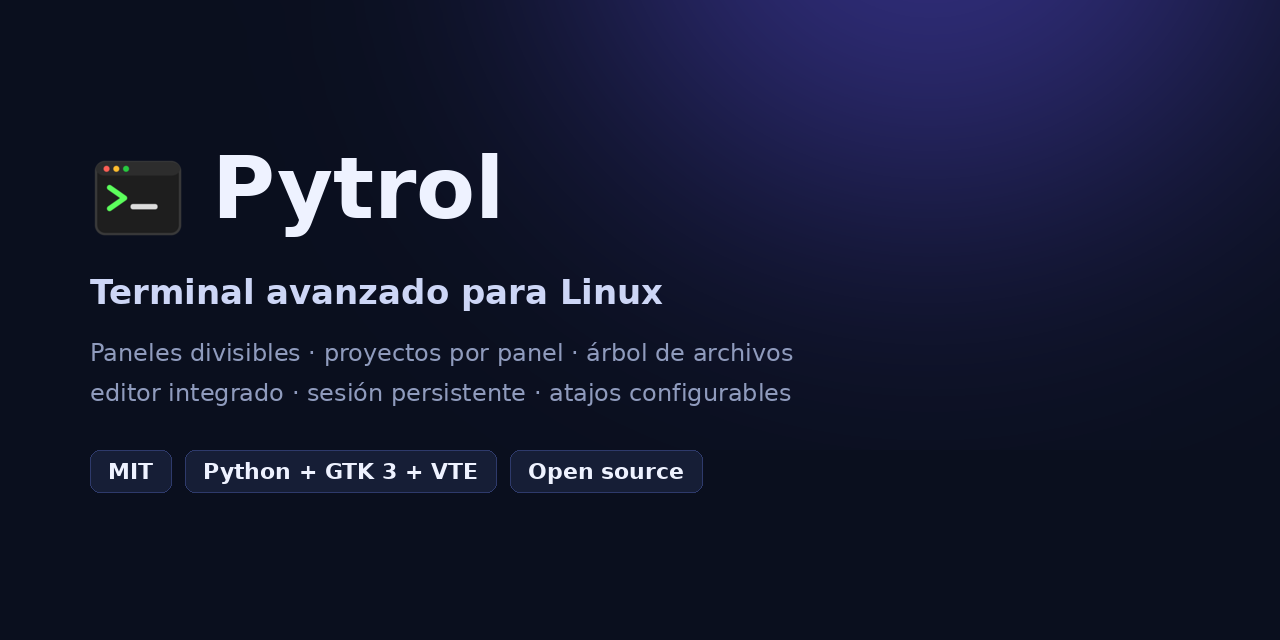 Pytrol
Terminal avanzado para Linux
Paneles divisibles · proyectos por panel · árbol de archivos
editor integrado · sesión persistente · atajos configurables
MIT Python + GTK 3 + VTE Open source